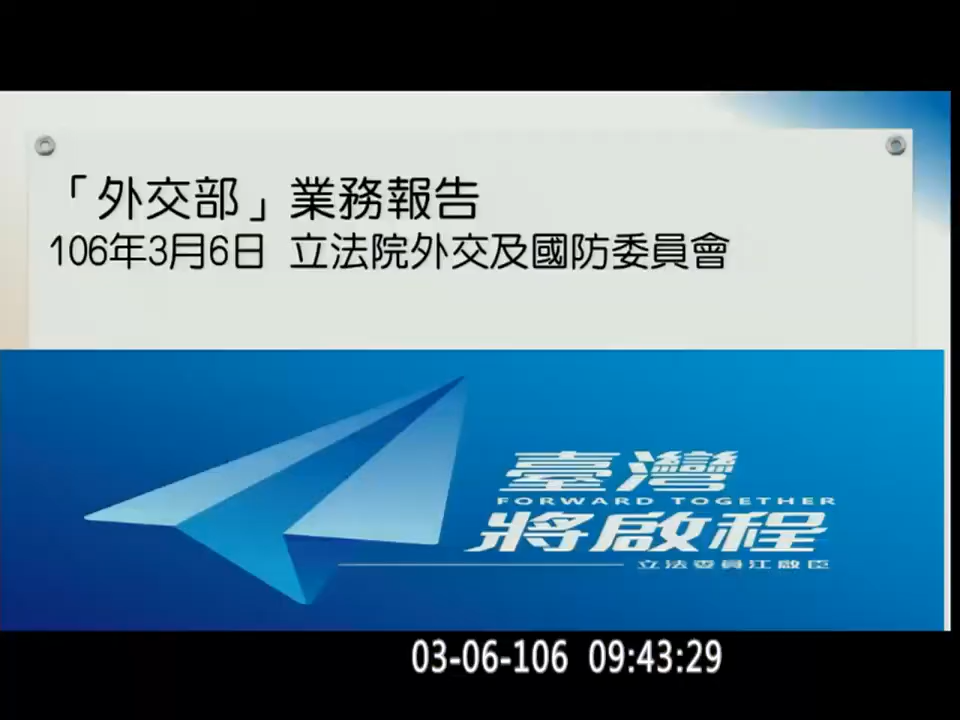 「外交部」業務報告
106年3月6日 立法院外交及國防委員會
臺灣
FORWARD TOGETHER
將啟程
立法委員江啟臣
03-06-106 09:43:29